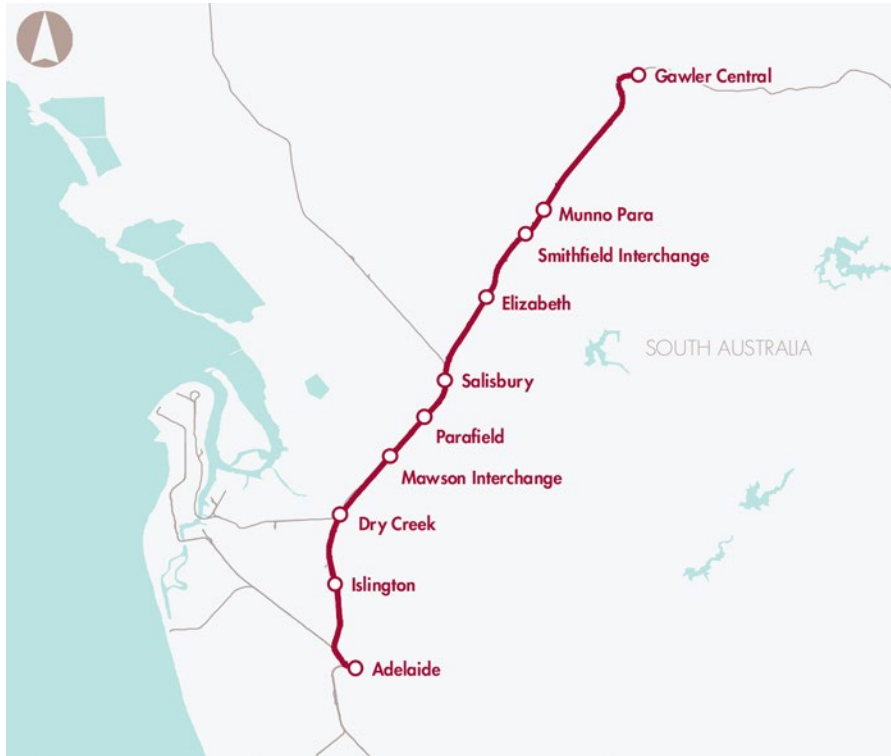 Gawler Central
Munno Para
Smithfield Interchange
Elizabeth
SOUTH AUSTRALIA
Salisbury
Parafield
Mawson Interchange
Dry Creek
Islington
Adelaide